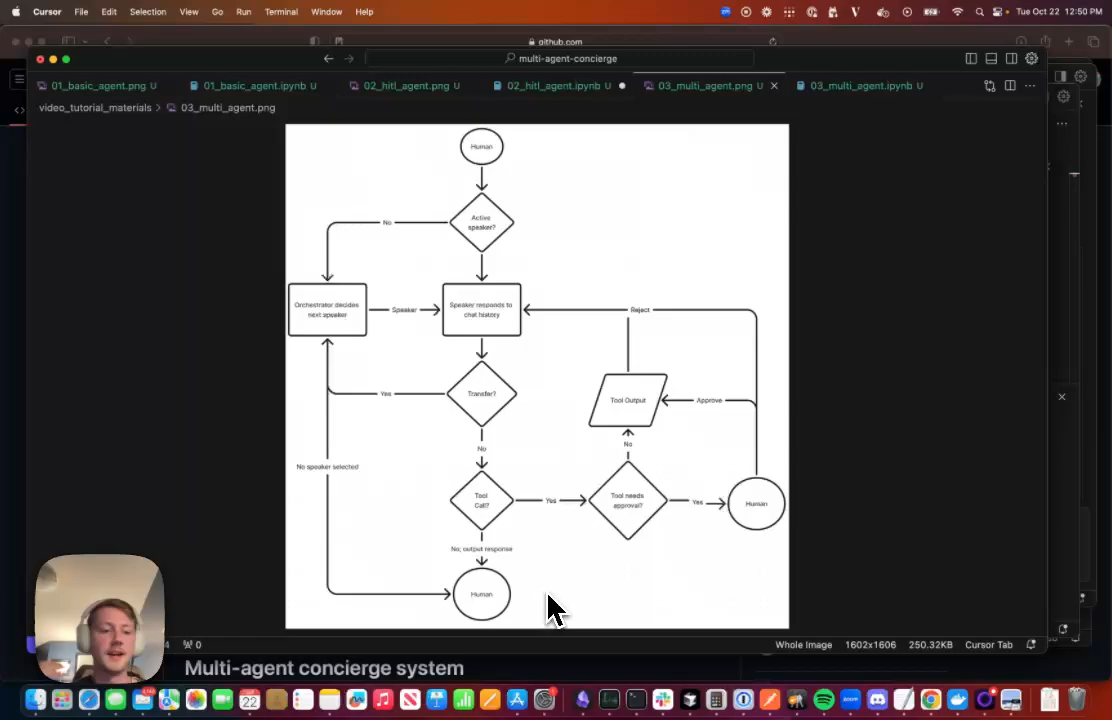 Cursor File Edit Selection View Go Run Terminal Window Help Tue Oct 22 12:50 PM
github.com
multi-agent-concierge
01_basic_agent.png U 01_basic_agent.ipynb U 02_hitl_agent.png U 02_hitl_agent.ipynb U 03_multi_agent.png U 03_multi_agent.ipynb U
video_tutorial_materials > 03_multi_agent.png
Human
Active
speaker?
No
Orchestrator decides
next speaker
Speaker
Speaker responds to
chat history
Reject
Transfer?
Yes
Tool Output
Approve
No
No
No speaker selected
Tool
Call?
Yes
Tool needs
approval?
Yes
Human
No; output response
Human
0
Whole Image 1602x1606 250.32KB Cursor Tab
Multi-agent concierge system